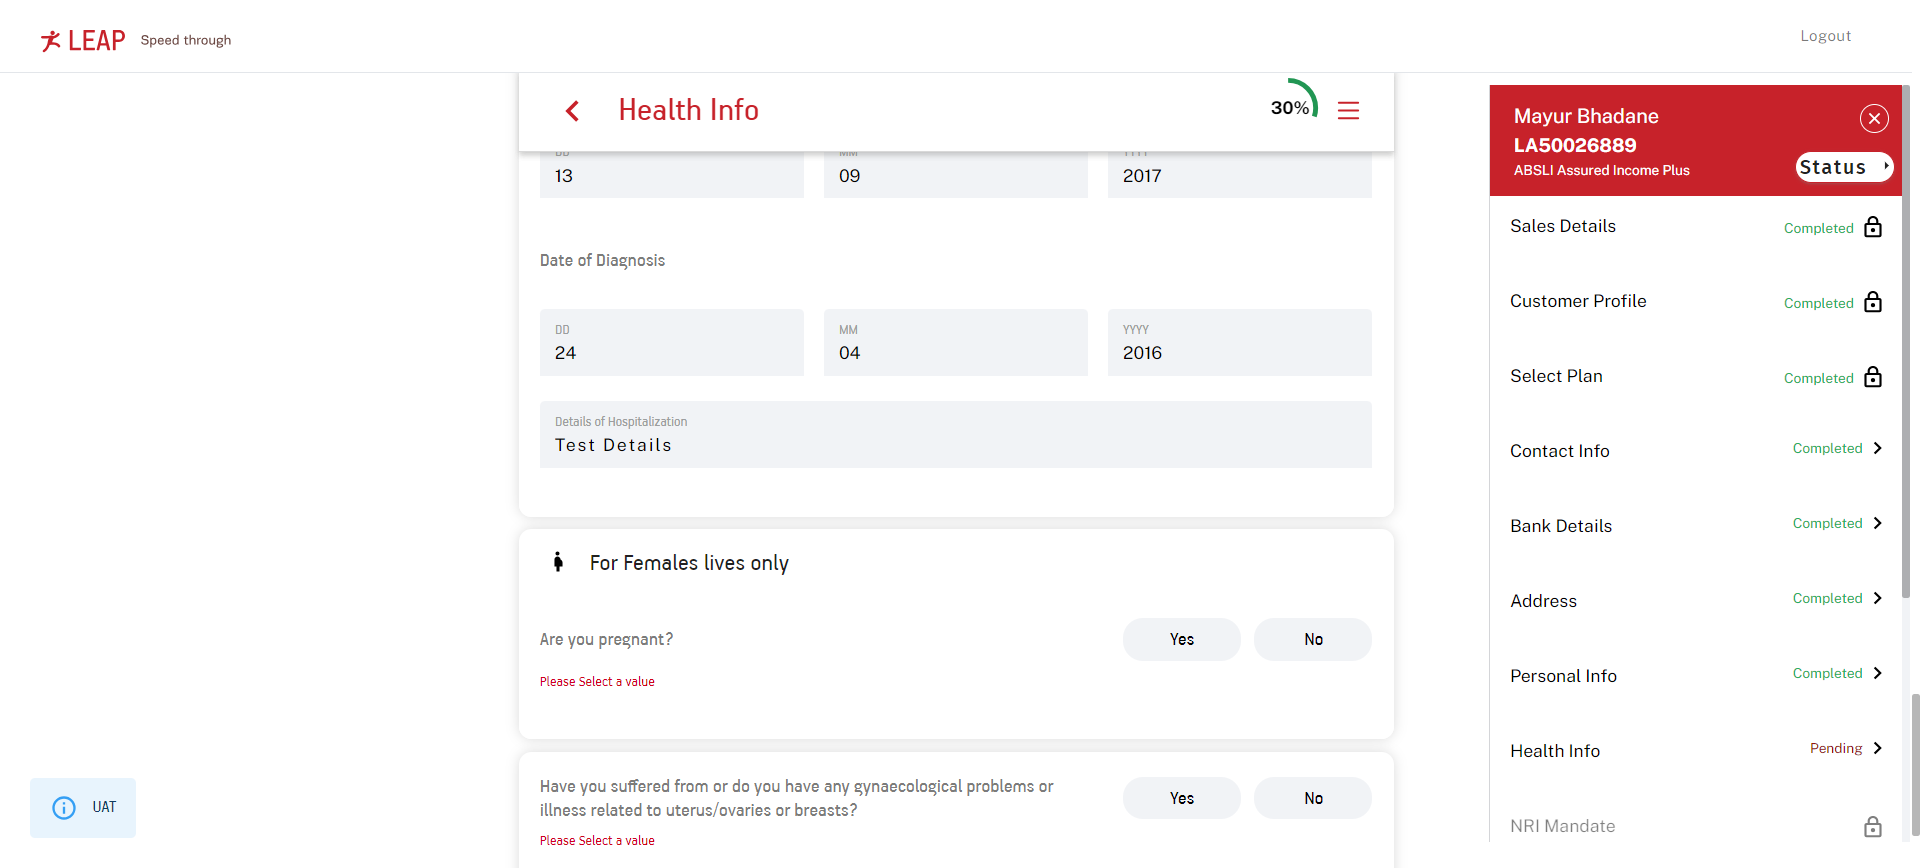 LEAP Speed through
Logout
Health Info
30%
DD MM YYYY
13 09 2017
Date of Diagnosis
DD MM YYYY
24 04 2016
Details of Hospitalization
Test Details
For Females lives only
Are you pregnant? Yes No
Please Select a value
Have you suffered from or do you have any gynaecological problems or
illness related to uterus/ovaries or breasts?
Yes No
Please Select a value
UAT
Mayur Bhadane
LA50026889
ABSLI Assured Income Plus
Status
Sales Details Completed
Customer Profile Completed
Select Plan Completed
Contact Info Completed
Bank Details Completed
Address Completed
Personal Info Completed
Health Info Pending
NRI Mandate